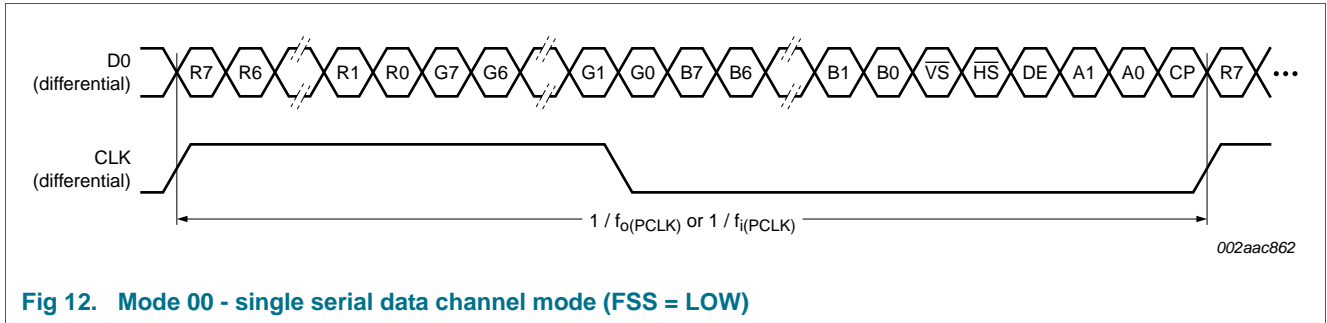 D0
(differential)
R7 R6 R1 R0 G7 G6 G1 G0 B7 B6 B1 B0 V̅S̅ H̅S̅ DE A1 A0 CP R7 •••
CLK
(differential)
1 / fo(PCLK) or 1 / fi(PCLK)
002aac862
Fig 12. Mode 00 - single serial data channel mode (FSS = LOW)